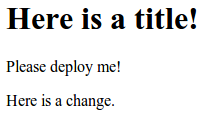 Here is a title!
Please deploy me!
Here is a change.